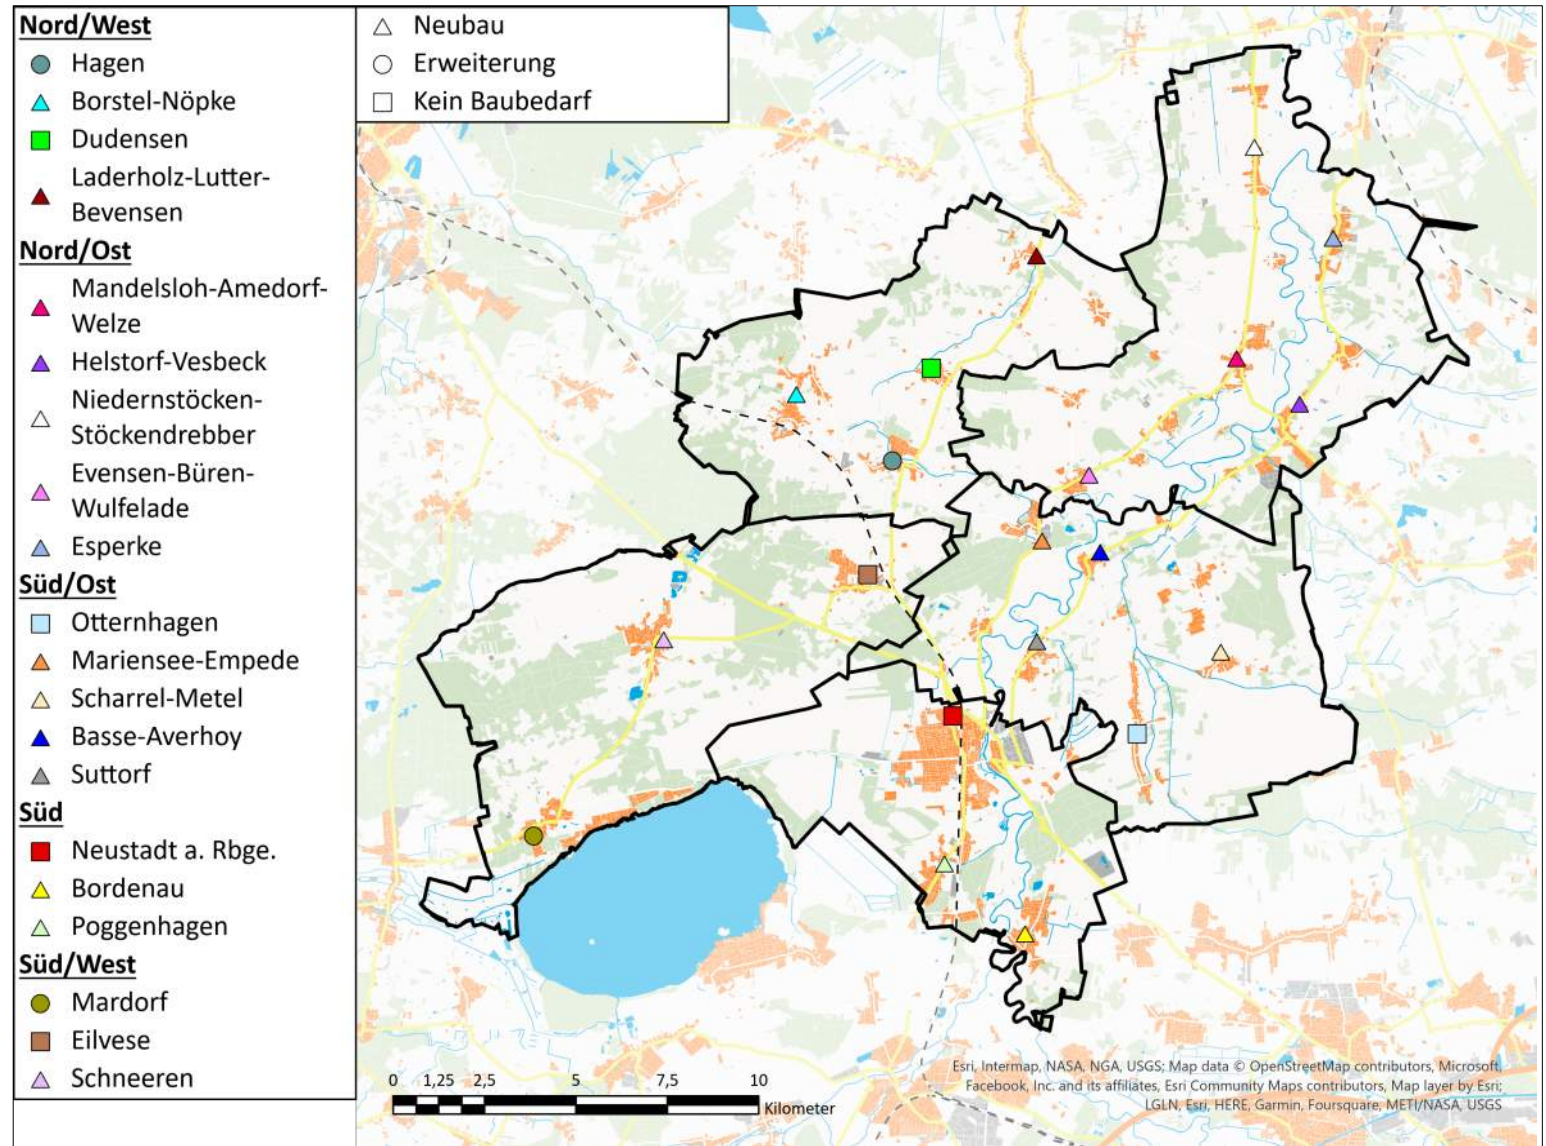 Nord/West
Hagen
Borstel-Nöpke
Dudensen
Laderholz-Lutter-
Bevensen
Nord/Ost
Mandelsloh-Amedorf-
Welze
Helstorf-Vesbeck
Niedernstöcken-
Stöckendrebber
Evensen-Büren-
Wulfelade
Esperke
Süd/Ost
Otternhagen
Mariensee-Empede
Scharrel-Metel
Basse-Averhoy
Suttorf
Süd
Neustadt a. Rbge.
Bordenau
Poggenhagen
Süd/West
Mardorf
Eilvese
Schneeren
Neubau
Erweiterung
Kein Baubedarf
0 1,25 2,5 5 7,5 10
Kilometer
Esri, Intermap, NASA, NGA, USGS; Map data © OpenStreetMap contributors, Microsoft,
Facebook, Inc. and its affiliates, Esri Community Maps contributors, Map layer by Esri;
LGLN, Esri, HERE, Garmin, Foursquare, METI/NASA, USGS